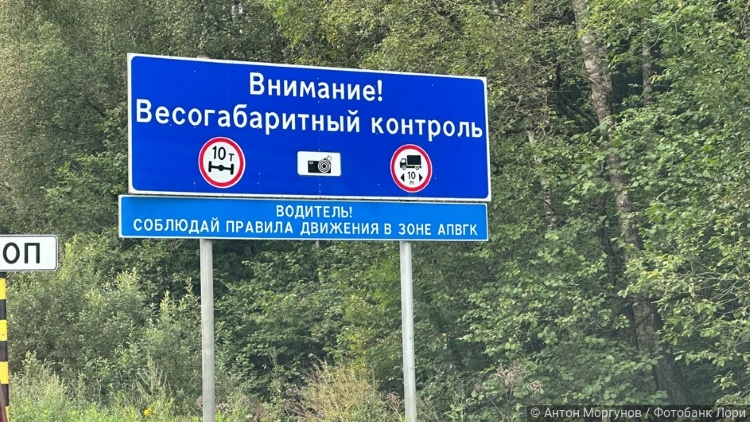 Внимание!
Весогабаритный контроль
10т
10
м
ВОДИТЕЛЬ!
СОБЛЮДАЙ ПРАВИЛА ДВИЖЕНИЯ В ЗОНЕ АПВГК
ОП
© Антон Моргунов / Фотобанк Лори